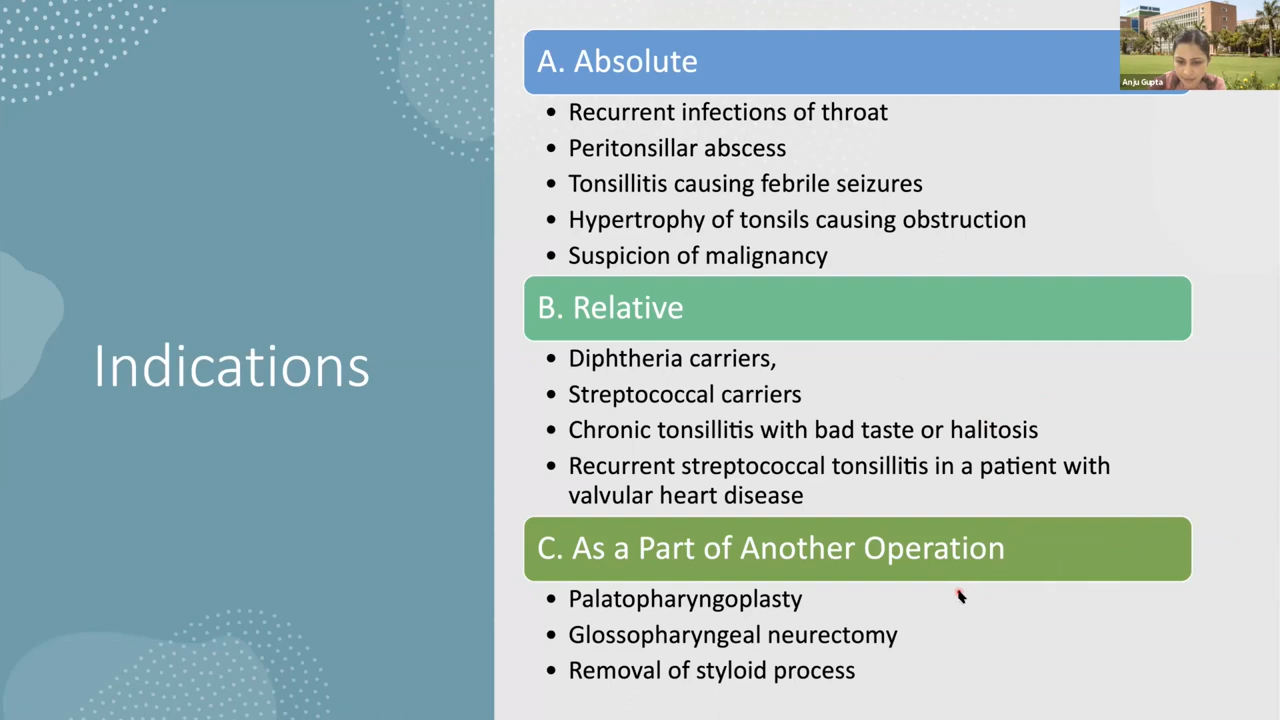 Indications
A. Absolute
• Recurrent infections of throat
• Peritonsillar abscess
• Tonsillitis causing febrile seizures
• Hypertrophy of tonsils causing obstruction
• Suspicion of malignancy
B. Relative
• Diphtheria carriers,
• Streptococcal carriers
• Chronic tonsillitis with bad taste or halitosis
• Recurrent streptococcal tonsillitis in a patient with
valvular heart disease
C. As a Part of Another Operation
• Palatopharyngoplasty
• Glossopharyngeal neurectomy
• Removal of styloid process
Anju Gupta